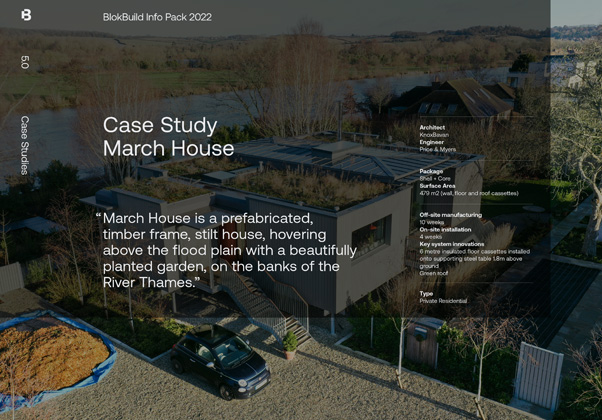 B
BlokBuild Info Pack 2022
5.0
Case Studies
Case Study
March House
“March House is a prefabricated,
timber frame, stilt house, hovering
above the flood plain with a beautifully
planted garden, on the banks of the
River Thames.”
Architect
KnoxBavan
Engineer
Price & Myers
Package
Shell + Core
Surface Area
479 m2 (wall, floor and roof cassettes)
Off-site manufacturing
10 weeks
On-site installation
4 weeks
Key system innovations
6 metre insulated floor cassettes installed
onto supporting steel table 1.8m above
ground
Green roof
Type
Private Residential